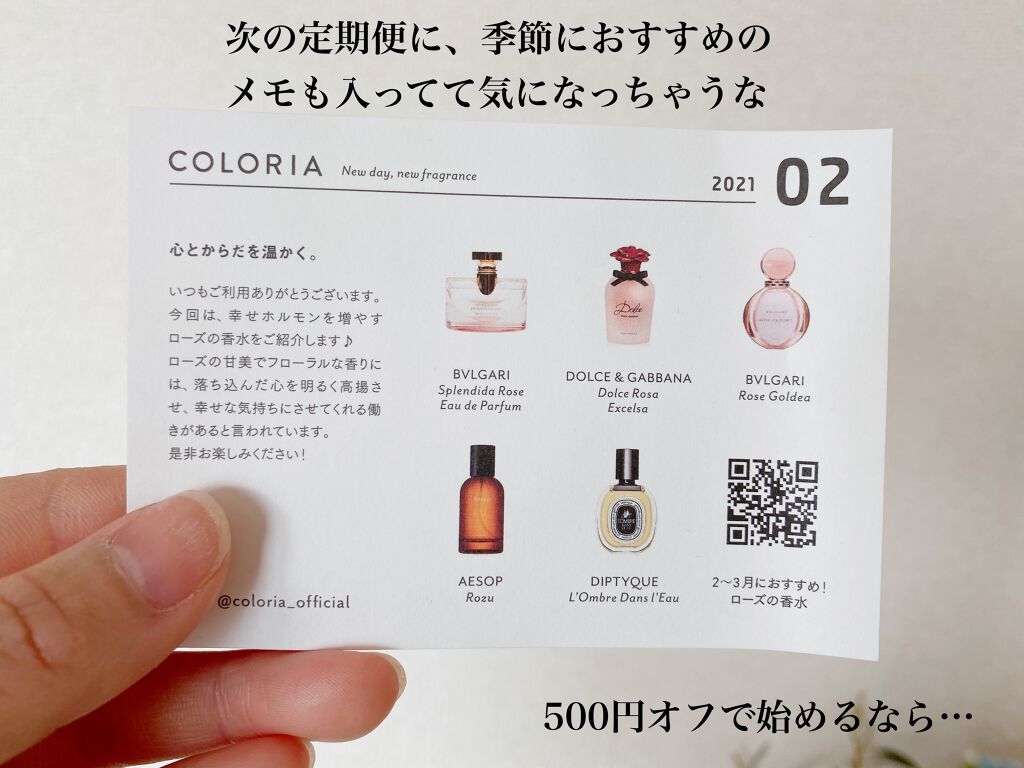 次の定期便に、季節におすすめの
メモも入ってて気になっちゃうな
COLORIA New day, new fragrance
2021 02
心とからだを温かく。
いつもご利用ありがとうございます。
今回は、幸せホルモンを増やす
ローズの香水をご紹介します♪
ローズの甘美でフローラルな香りに
は、落ち込んだ心を明るく高揚さ
せ、幸せな気持ちにさせてくれる働
きがあると言われています。
是非お楽しみください!
@coloria_official
BVLGARI
Splendida Rose
Eau de Parfum
Dolce
DOLCE & GABBANA
Dolce Rosa
Excelsa
BVLGARI
Rose Goldea
AESOP
Rozu
L'OMBRE
DIPTYQUE
L'Ombre Dans l'Eau
2〜3月におすすめ!
ローズの香水
500円オフで始めるなら…